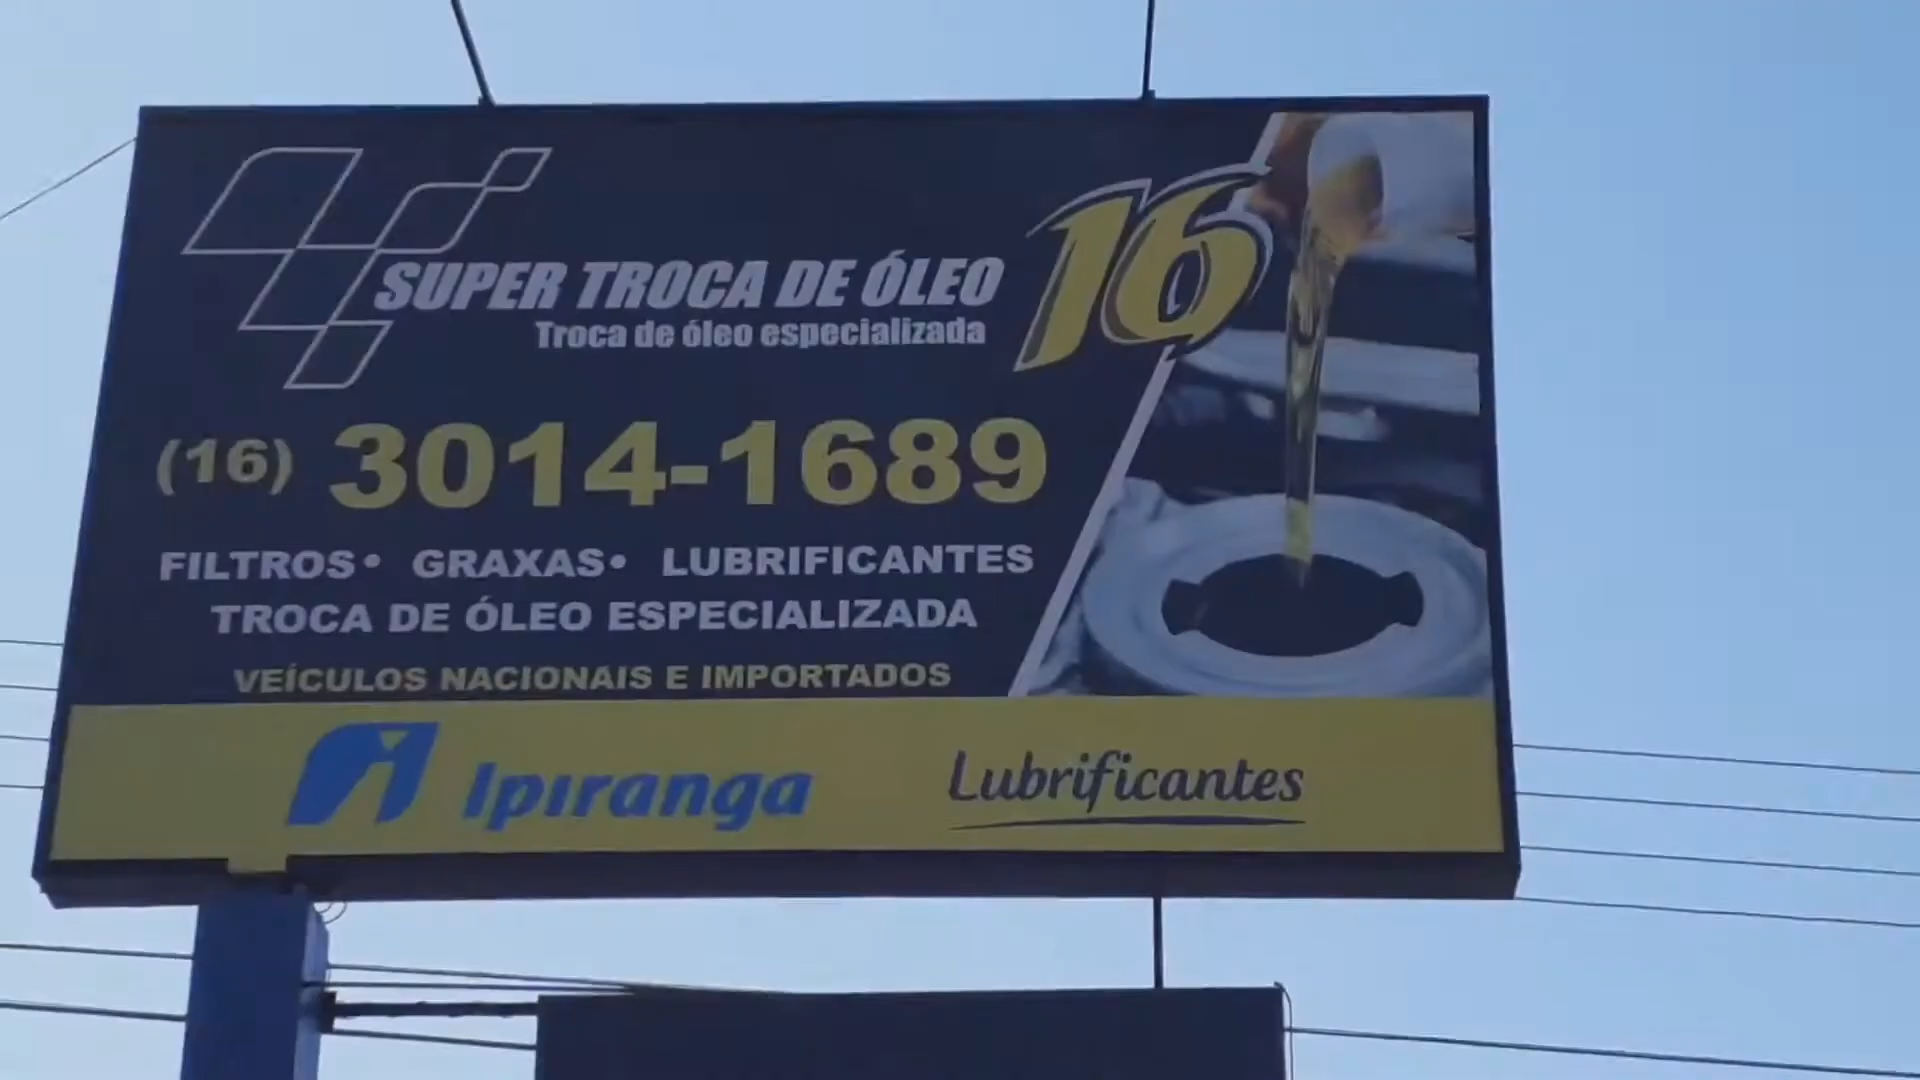 SUPER TROCA DE ÓLEO 16
Troca de óleo especializada
(16) 3014-1689
FILTROS• GRAXAS• LUBRIFICANTES
TROCA DE ÓLEO ESPECIALIZADA
VEÍCULOS NACIONAIS E IMPORTADOS
Ipiranga Lubrificantes